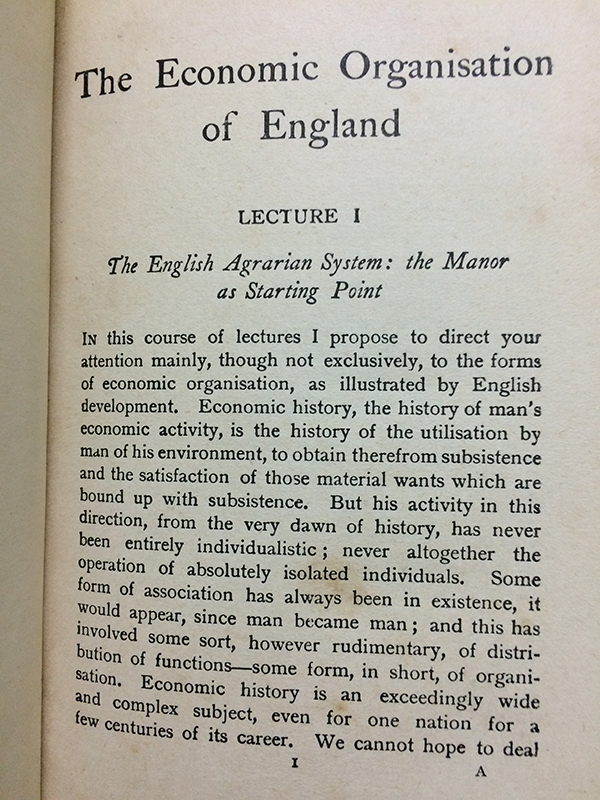 The Economic Organisation
of England
LECTURE I
The English Agrarian System: the Manor
as Starting Point
IN this course of lectures I propose to direct your
attention mainly, though not exclusively, to the forms
of economic organisation, as illustrated by English
development. Economic history, the history of man's
economic activity, is the history of the utilisation by
man of his environment, to obtain therefrom subsistence
and the satisfaction of those material wants which are
bound up with subsistence. But his activity in this
direction, from the very dawn of history, has never
been entirely individualistic; never altogether the
operation of absolutely isolated individuals. Some
form of association has always been in existence, it
would appear, since man became man; and this has
involved some sort, however rudimentary, of distri-
bution of functions—some form, in short, of organi-
sation. Economic history is an exceedingly wide
and complex subject, even for one nation for a
few centuries of its career. We cannot hope to deal
1
A